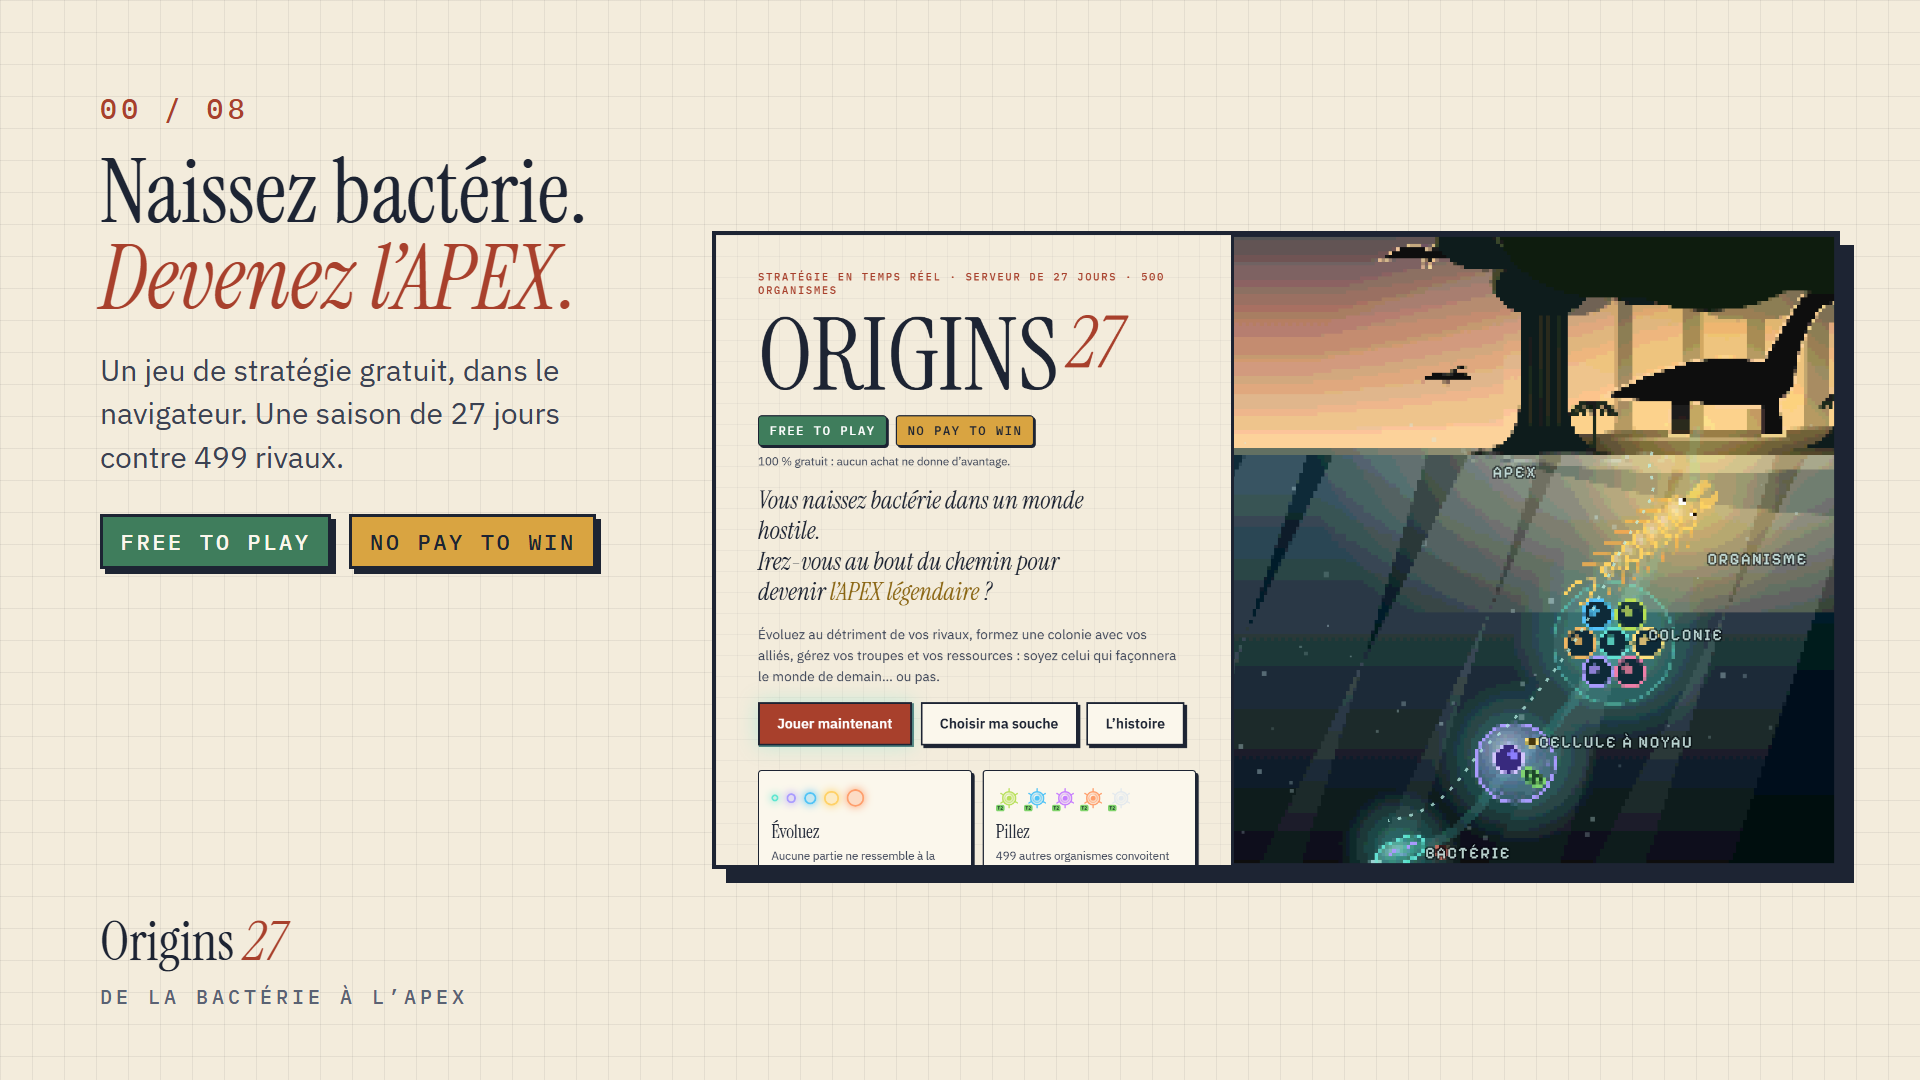 00 / 08
Naissez bactérie.
Devenez l’APEX.
Un jeu de stratégie gratuit, dans le
navigateur. Une saison de 27 jours
contre 499 rivaux.
FREE TO PLAY
NO PAY TO WIN
Origins 27
DE LA BACTÉRIE À L’APEX
STRATÉGIE EN TEMPS RÉEL · SERVEUR DE 27 JOURS · 500
ORGANISMES
ORIGINS 27
FREE TO PLAY
NO PAY TO WIN
100 % gratuit : aucun achat ne donne d’avantage.
Vous naissez bactérie dans un monde
hostile.
Irez-vous au bout du chemin pour
devenir l’APEX légendaire ?
Évoluez au détriment de vos rivaux, formez une colonie avec vos
alliés, gérez vos troupes et vos ressources : soyez celui qui façonnera
le monde de demain... ou pas.
Jouer maintenant
Choisir ma souche
L’histoire
T2 T2 T2 T2 T2
Évoluez
Aucune partie ne ressemble à la
Pillez
499 autres organismes convoitent
APEX
ORGANISME
COLONIE
CELLULE À NOYAU
BACTÉRIE